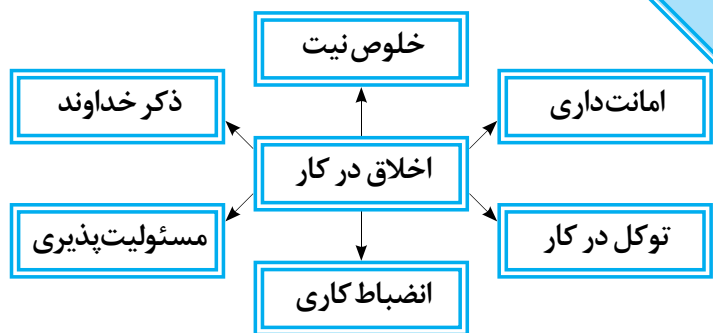 خلوص نیت
امانت‌داری
ذکر خداوند
اخلاق در کار
توکل در کار
مسئولیت‌پذیری
انضباط کاری